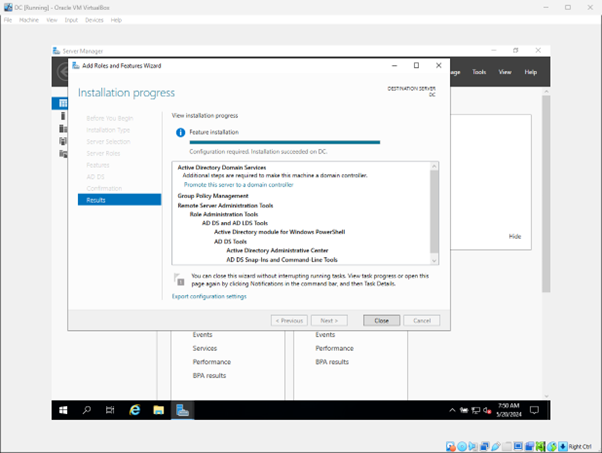 DC [Running] - Oracle VM VirtualBox
File Machine View Input Devices Help
Server Manager
Tools View Help
Add Roles and Features Wizard
Installation progress
DESTINATION SERVER
DC
Before You Begin
Installation Type
Server Selection
Server Roles
Features
AD DS
Confirmation
Results
View installation progress
Feature installation
Configuration required. Installation succeeded on DC.
Active Directory Domain Services
Additional steps are required to make this machine a domain controller.
Promote this server to a domain controller
Group Policy Management
Remote Server Administration Tools
Role Administration Tools
AD DS and AD LDS Tools
Active Directory module for Windows PowerShell
AD DS Tools
Active Directory Administrative Center
AD DS Snap-Ins and Command-Line Tools
You can close this wizard without interrupting running tasks. View task progress or open this
page again by clicking Notifications in the command bar, and then Task Details.
Export configuration settings
< Previous Next > Close Cancel
Hide
Events
Services
Performance
BPA results
Events
Performance
BPA results
7:50 AM
5/20/2024
Right Ctrl